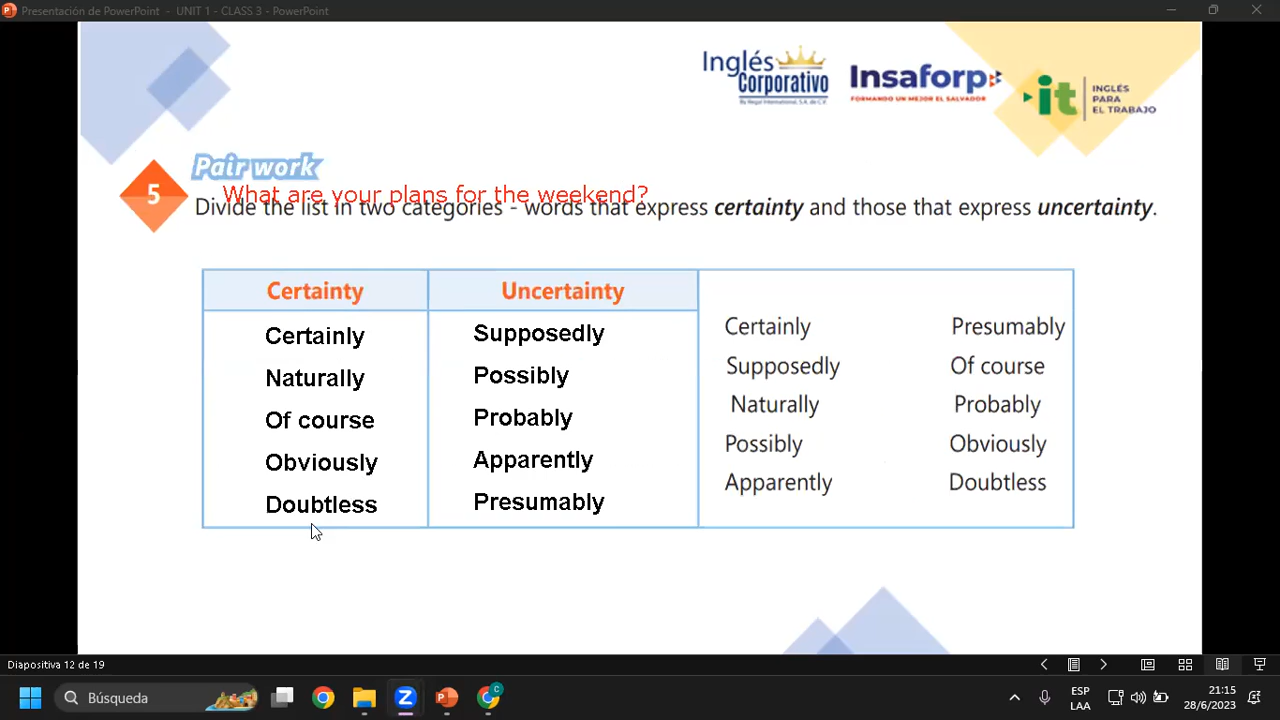 Presentación de PowerPoint - UNIT 1 - CLASS 3 - PowerPoint
Inglés Corporativo
By Regal International, S.A. de C.V.
Insaforp
FORMANDO UN MEJOR EL SALVADOR
it
INGLÉS
PARA
EL TRABAJO
Pair work
5
What are your plans for the weekend?
Divide the list in two categories - words that express certainty and those that express uncertainty.
Certainty Uncertainty
Certainly Supposedly
Naturally Possibly
Of course Probably
Obviously Apparently
Doubtless Presumably
Certainly Presumably
Supposedly Of course
Naturally Probably
Possibly Obviously
Apparently Doubtless
Diapositiva 12 de 19
Búsqueda
C
ESP
LAA
21:15
28/6/2023